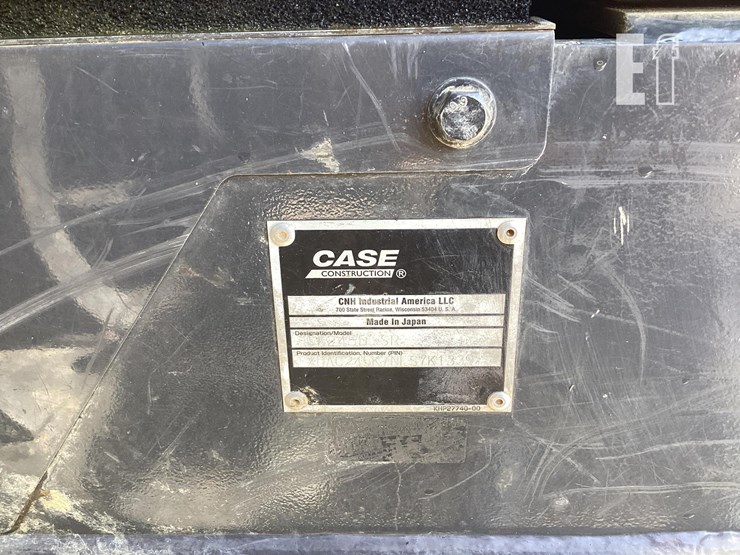 ET
CASE
CONSTRUCTION ®
CNH Industrial America LLC
700 State Street Racine, Wisconsin 53404 U. S. A.
Made In Japan
Designation/Model
Product Identification, Number (PIN)
KHP27740-00